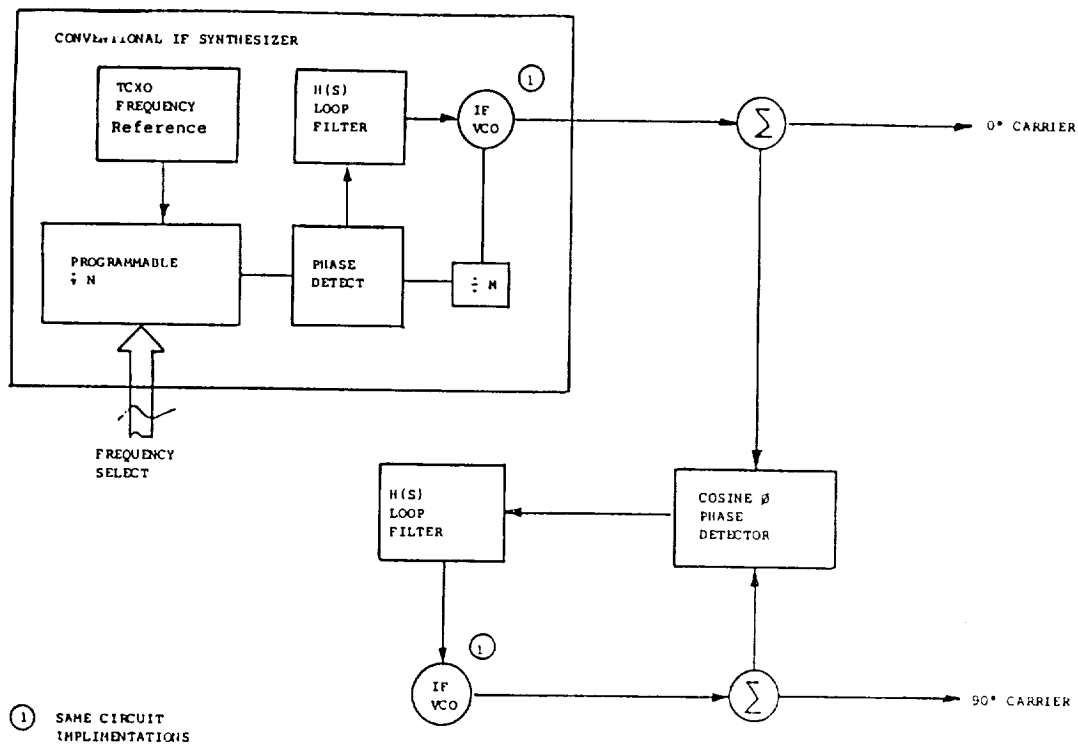 CONVENTIONAL IF SYNTHESIZER
TCXO
FREQUENCY
Reference
H(S)
LOOP
FILTER
IF
VCO
1
Σ
0° CARRIER
PROGRAMMABLE
÷ N
PHASE
DETECT
÷ M
FREQUENCY
SELECT
H(S)
LOOP
FILTER
COSINE Ø
PHASE
DETECTOR
IF
VCO
1
Σ
90° CARRIER
1 SAME CIRCUIT
IMPLIMENTATIONS